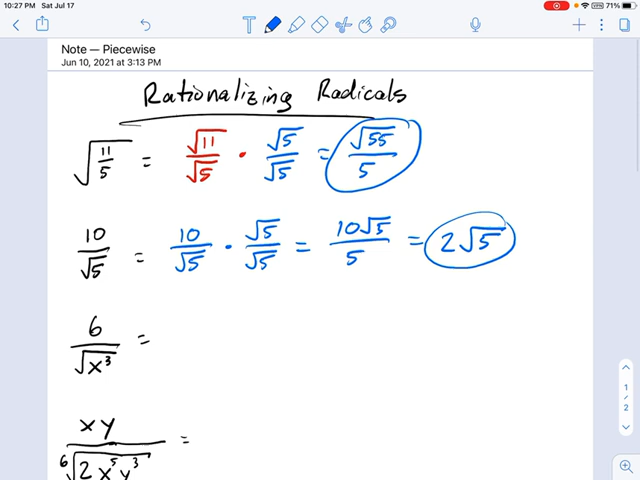 10:27 PM Sat Jul 17 71%
Note — Piecewise
Jun 10, 2021 at 3:13 PM
Rationalizing Radicals
√(11/5) = √11/√5 · √5/√5 = √55/5
10/√5 = 10/√5 · √5/√5 = 10√5/5 = 2√5
6/√x³ =
xy/⁶√2x⁵y³ =
1
/ 2